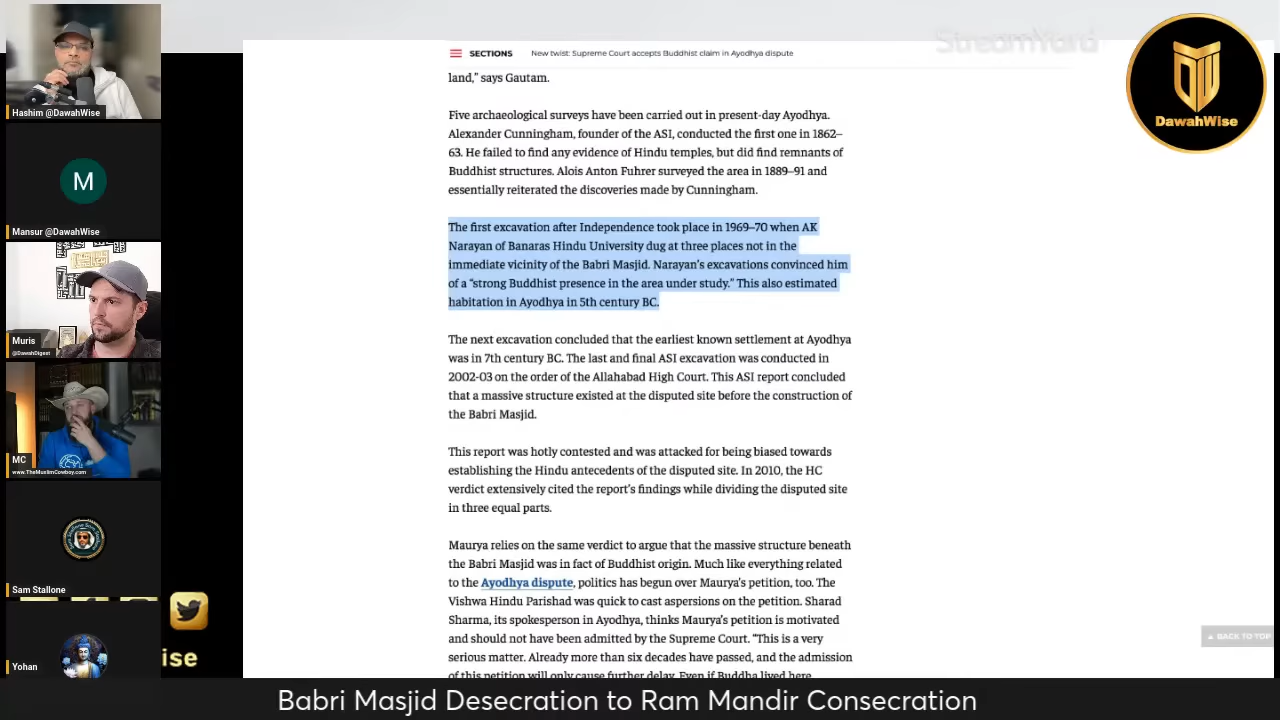 StreamYard
DawahWise
Hashim @DawahWise
M
Mansur @DawahWise
Muris
@DawahDigest
MC
www.TheMuslimCowboy.com
Sam Stallone
Yohan
ise
SECTIONS
New twist: Supreme Court accepts Buddhist claim in Ayodhya dispute
land,” says Gautam.
Five archaeological surveys have been carried out in present-day Ayodhya.
Alexander Cunningham, founder of the ASI, conducted the first one in 1862–
63. He failed to find any evidence of Hindu temples, but did find remnants of
Buddhist structures. Alois Anton Fuhrer surveyed the area in 1889–91 and
essentially reiterated the discoveries made by Cunningham.
The first excavation after Independence took place in 1969–70 when AK
Narayan of Banaras Hindu University dug at three places not in the
immediate vicinity of the Babri Masjid. Narayan’s excavations convinced him
of a “strong Buddhist presence in the area under study.” This also estimated
habitation in Ayodhya in 5th century BC.
The next excavation concluded that the earliest known settlement at Ayodhya
was in 7th century BC. The last and final ASI excavation was conducted in
2002-03 on the order of the Allahabad High Court. This ASI report concluded
that a massive structure existed at the disputed site before the construction of
the Babri Masjid.
This report was hotly contested and was attacked for being biased towards
establishing the Hindu antecedents of the disputed site. In 2010, the HC
verdict extensively cited the report’s findings while dividing the disputed site
in three equal parts.
Maurya relies on the same verdict to argue that the massive structure beneath
the Babri Masjid was in fact of Buddhist origin. Much like everything related
to the Ayodhya dispute, politics has begun over Maurya’s petition, too. The
Vishwa Hindu Parishad was quick to cast aspersions on the petition. Sharad
Sharma, its spokesperson in Ayodhya, thinks Maurya’s petition is motivated
and should not have been admitted by the Supreme Court. “This is a very
serious matter. Already more than six decades have passed, and the admission
of this petition will only cause further delay. Even if Buddha lived here,
BACK TO TOP
Babri Masjid Desecration to Ram Mandir Consecration